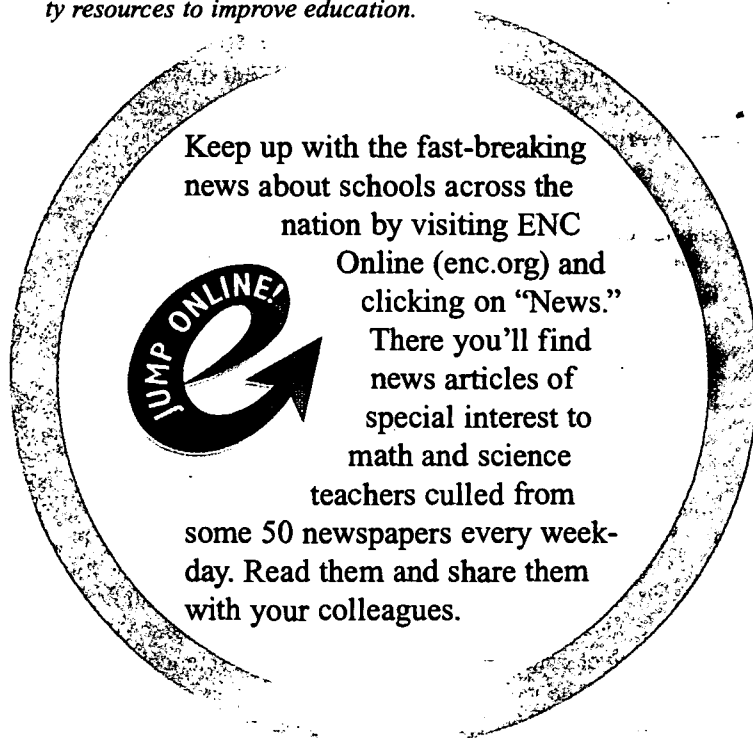 ty resources to improve education.
Keep up with the fast-breaking
news about schools across the
nation by visiting ENC
Online (enc.org) and
clicking on “News.”
There you’ll find
news articles of
special interest to
math and science
teachers culled from
some 50 newspapers every week-
day. Read them and share them
with your colleagues.
JUMP ONLINE!